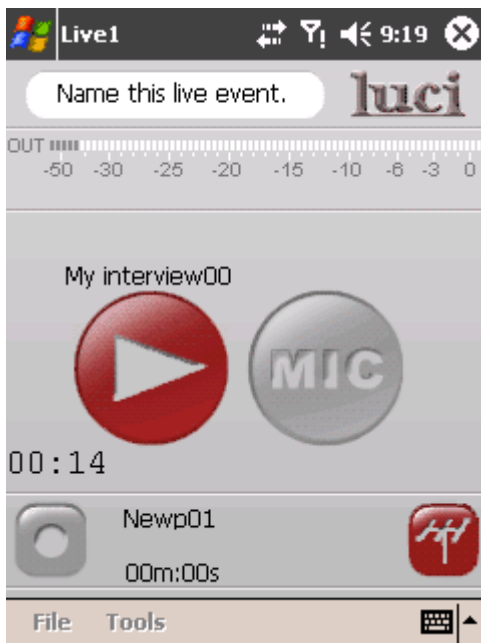 Live1 9:19
Name this live event. luci
OUT
-50 -30 -25 -20 -15 -10 -6 -3 0
My interview00
MIC
00:14
Newp01
00m:00s
File Tools